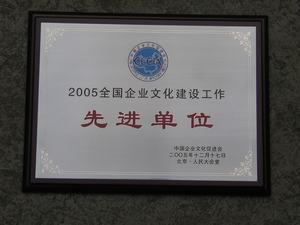 2005全国企业文化建设工作
先进单位
中国企业文化促进会
二〇〇五年十二月十七日
北京·人民大会堂